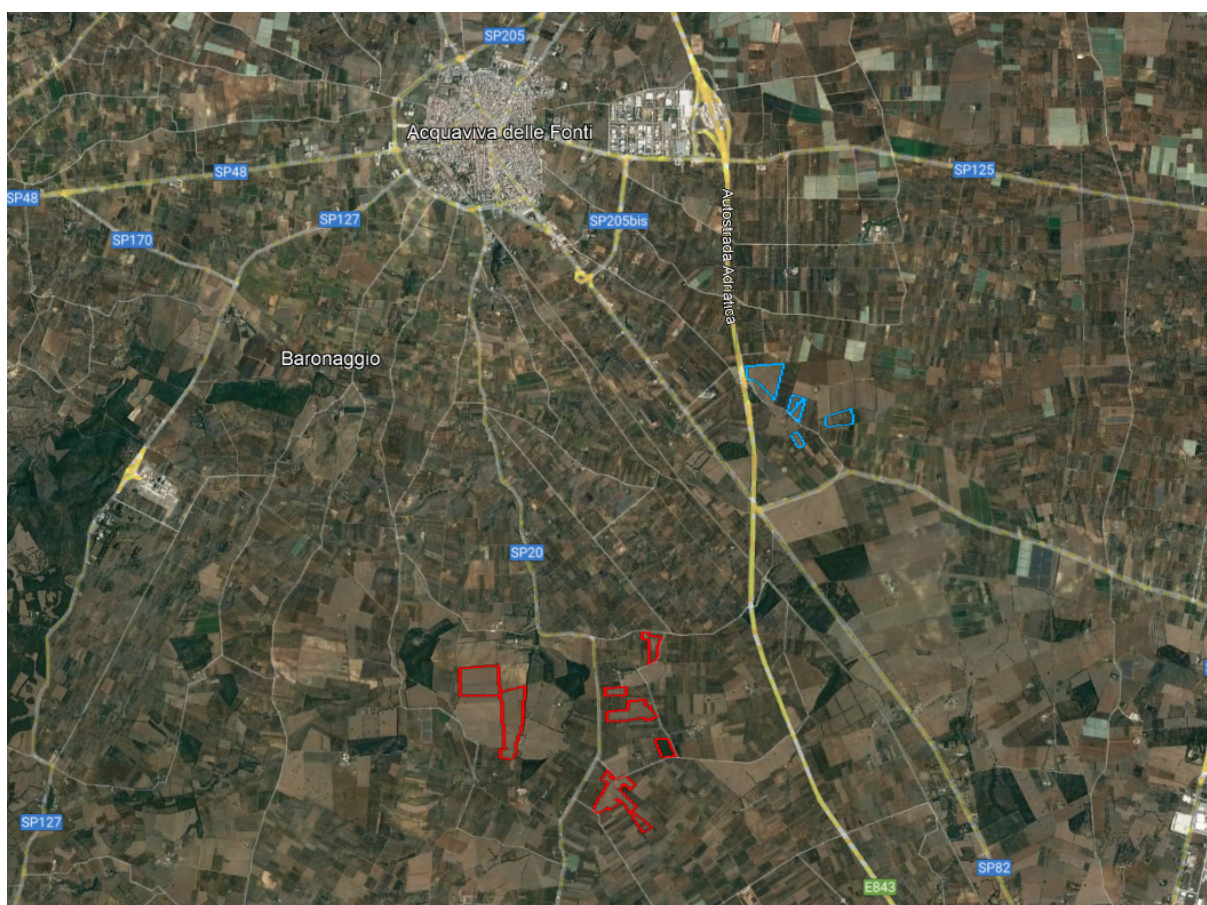 SP205
Acquaviva delle Fonti
SP48
SP125
SP48
SP127
SP205bis
SP170
Autostrada Adriatica
Baronaggio
SP20
SP127
SP82
E843